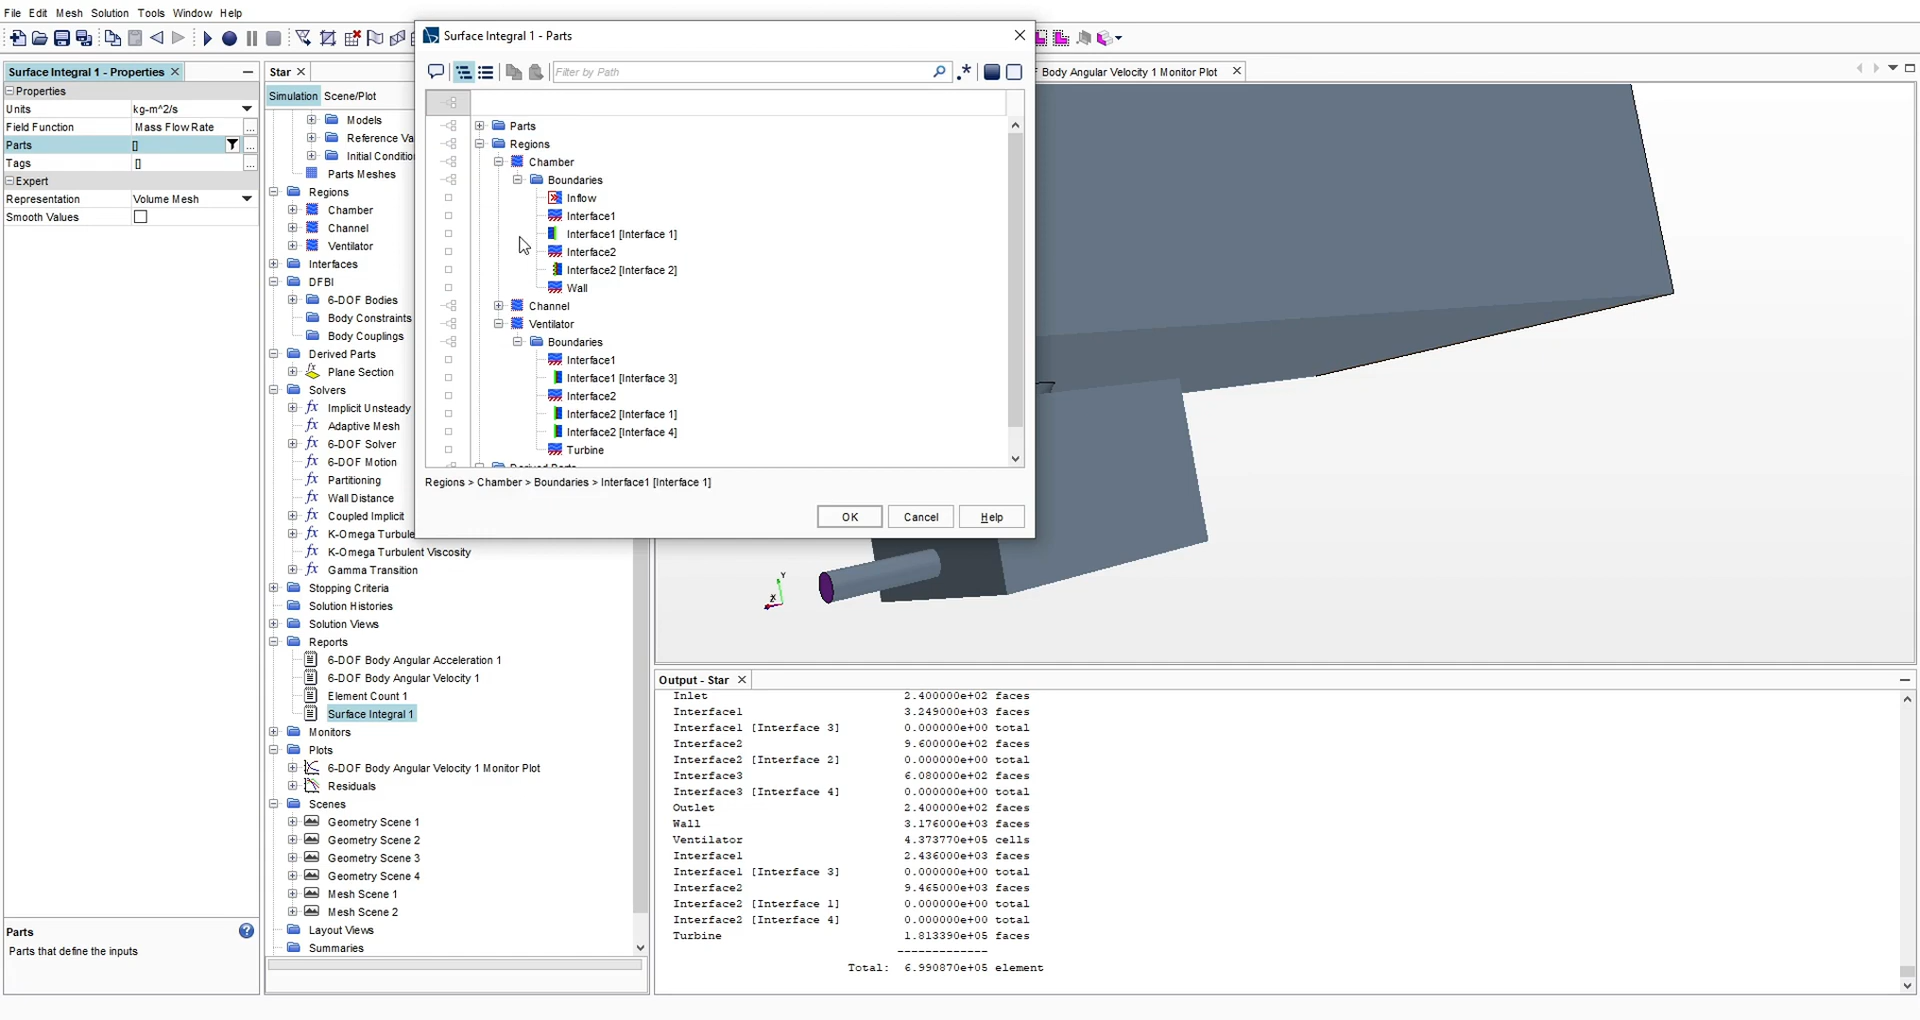 File Edit Mesh Solution Tools Window Help
Surface Integral 1 - Properties
Properties
Units kg-m^2/s
Field Function Mass Flow Rate ...
Parts [] ...
Tags [] ...
Expert
Representation Volume Mesh
Smooth Values
Parts
Parts that define the inputs
Star
Simulation Scene/Plot
Models
Reference Va
Initial Conditio
Parts Meshes
Regions
Chamber
Channel
Ventilator
Interfaces
DFBI
6-DOF Bodies
Body Constraints
Body Couplings
Derived Parts
Plane Section
Solvers
Implicit Unsteady
Adaptive Mesh
6-DOF Solver
6-DOF Motion
Partitioning
Wall Distance
Coupled Implicit
K-Omega Turbule
K-Omega Turbulent Viscosity
Gamma Transition
Stopping Criteria
Solution Histories
Solution Views
Reports
6-DOF Body Angular Acceleration 1
6-DOF Body Angular Velocity 1
Element Count 1
Surface Integral 1
Monitors
Plots
6-DOF Body Angular Velocity 1 Monitor Plot
Residuals
Scenes
Geometry Scene 1
Geometry Scene 2
Geometry Scene 3
Geometry Scene 4
Mesh Scene 1
Mesh Scene 2
Layout Views
Summaries
Surface Integral 1 - Parts
Filter by Path
Parts
Regions
Chamber
Boundaries
Inflow
Interface1
Interface1 [Interface 1]
Interface2
Interface2 [Interface 2]
Wall
Channel
Ventilator
Boundaries
Interface1
Interface1 [Interface 3]
Interface2
Interface2 [Interface 1]
Interface2 [Interface 4]
Turbine
Derived Parts
Regions > Chamber > Boundaries > Interface1 [Interface 1]
OK Cancel Help
Body Angular Velocity 1 Monitor Plot
Y
X
Z
Output - Star
Inlet 2.400000e+02 faces
Interface1 3.249000e+03 faces
Interface1 [Interface 3] 0.000000e+00 total
Interface2 9.600000e+02 faces
Interface2 [Interface 2] 0.000000e+00 total
Interface3 6.080000e+02 faces
Interface3 [Interface 4] 0.000000e+00 total
Outlet 2.400000e+02 faces
Wall 3.176000e+03 faces
Ventilator 4.373770e+05 cells
Interface1 2.436000e+03 faces
Interface1 [Interface 3] 0.000000e+00 total
Interface2 9.465000e+03 faces
Interface2 [Interface 1] 0.000000e+00 total
Interface2 [Interface 4] 0.000000e+00 total
Turbine 1.813390e+05 faces
-------------
Total: 6.990870e+05 element